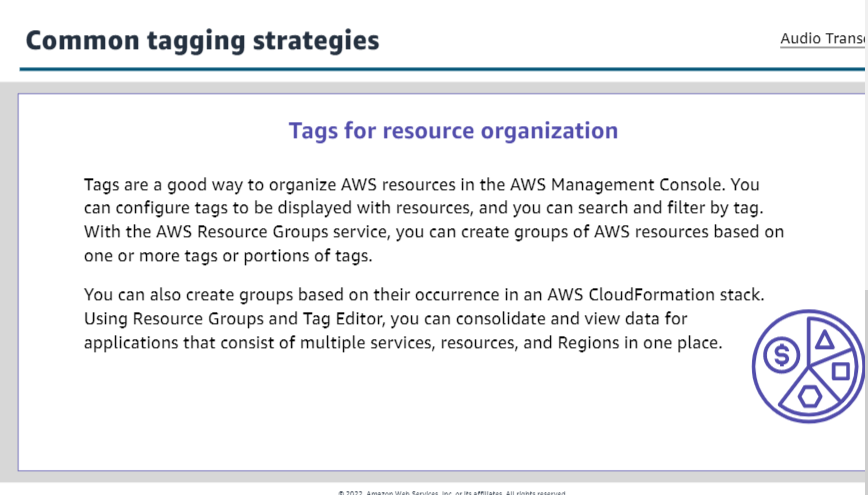 Common tagging strategies
Audio
Tags for resource organization
Tags are a good way to organize AWS resources in the AWS Management Console. You
can configure tags to be displayed with resources, and you can search and filter by tag.
With the AWS Resource Groups service, you can create groups of AWS resources based on
one or more tags or portions of tags.
You can also create groups based on their occurrence in an AWS CloudFormation stack.
Using Resource Groups and Tag Editor, you can consolidate and view data for
applications that consist of multiple services, resources, and Regions in one place.
$
© 2022, Amazon Web Services, Inc. or its affiliates. All rights reserved.